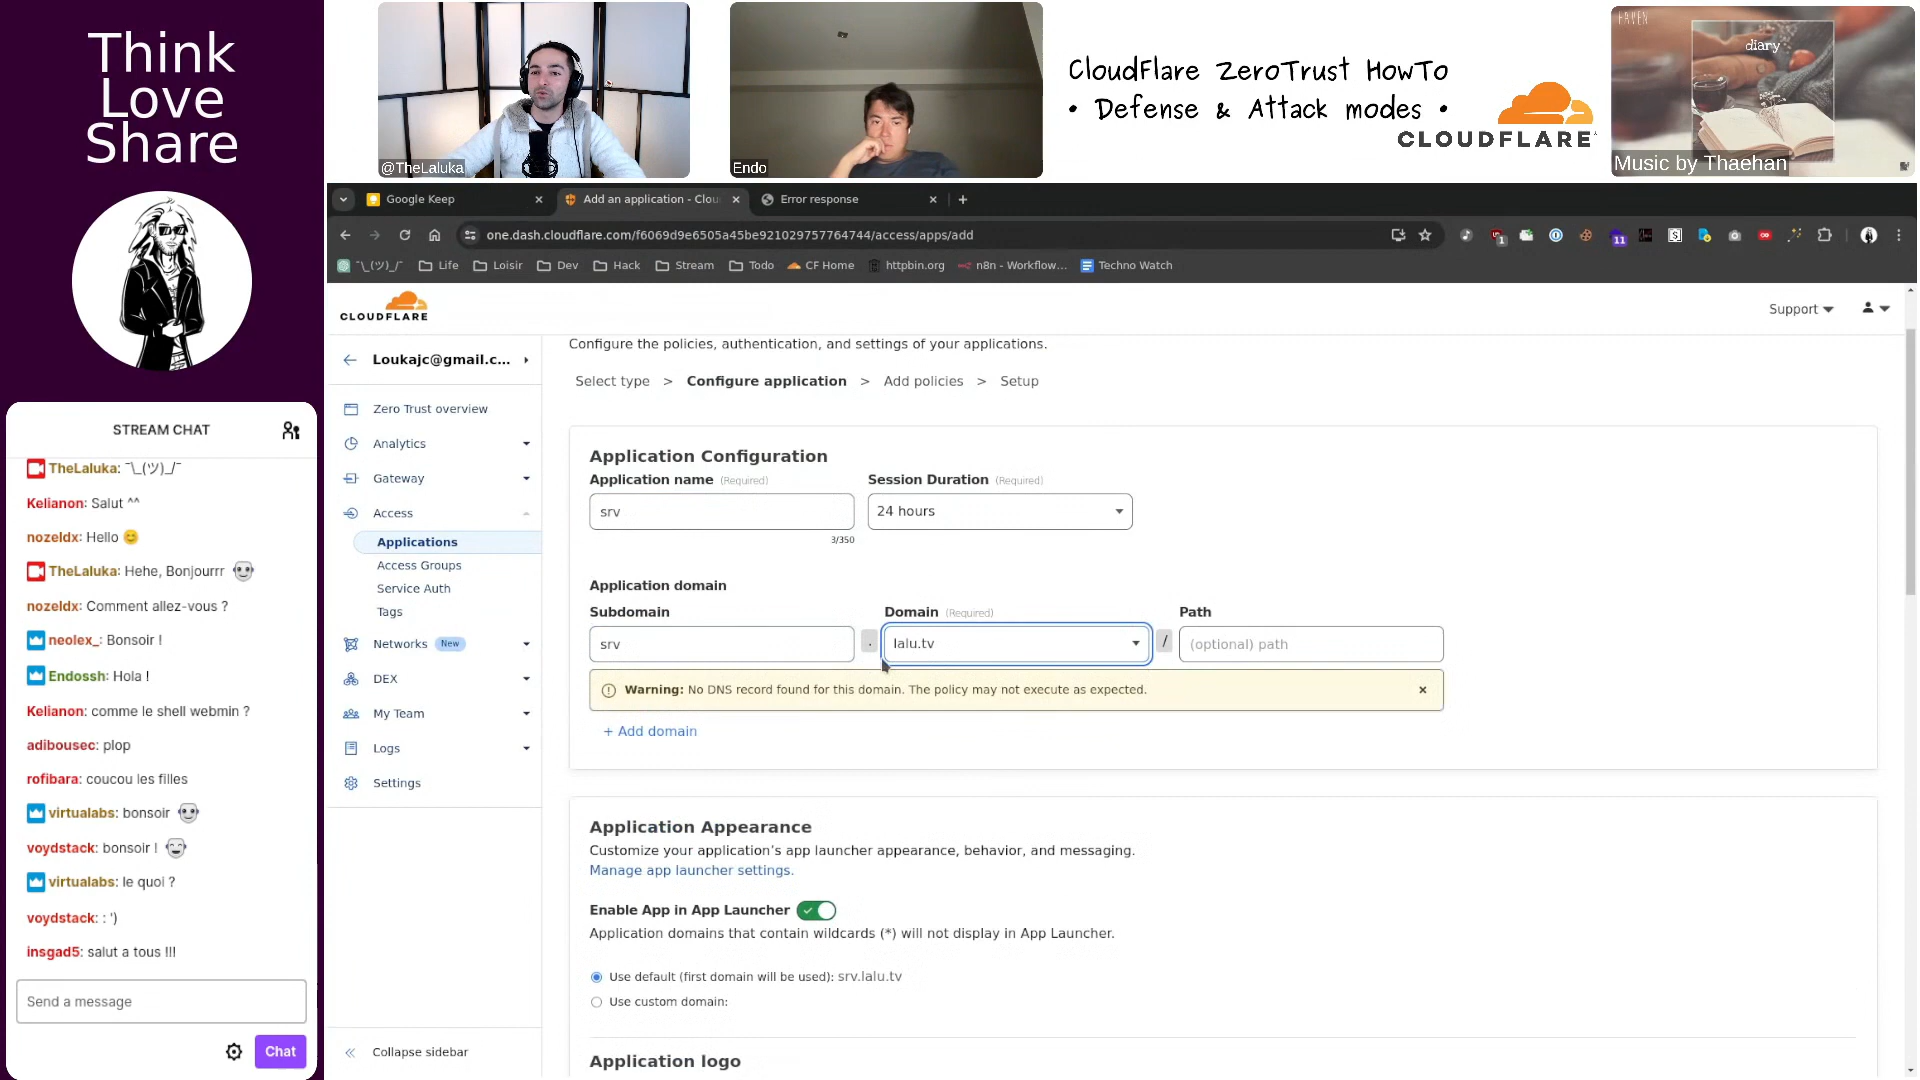 Think
Love
Share
@TheLaluka
Endo
CloudFlare ZeroTrust HowTo
• Defense & Attack modes •
CLOUDFLARE
HAVEN
diary
Music by Thaehan
Google Keep
Add an application - Clou
Error response
one.dash.cloudflare.com/f6069d9e6505a45be921029757764744/access/apps/add
1
11
¯\_(ツ)_/¯
Life
Loisir
Dev
Hack
Stream
Todo
CF Home
httpbin.org
n8n - Workflow...
Techno Watch
CLOUDFLARE
Support
Loukajc@gmail.c...
Zero Trust overview
Analytics
Gateway
Access
Applications
Access Groups
Service Auth
Tags
Networks New
DEX
My Team
Logs
Settings
Collapse sidebar
Configure the policies, authentication, and settings of your applications.
Select type > Configure application > Add policies > Setup
Application Configuration
Application name (Required)
Session Duration (Required)
srv
24 hours
3/350
Application domain
Subdomain
Domain (Required)
Path
srv
.
lalu.tv
/
(optional) path
Warning: No DNS record found for this domain. The policy may not execute as expected.
+ Add domain
Application Appearance
Customize your application’s app launcher appearance, behavior, and messaging.
Manage app launcher settings.
Enable App in App Launcher
Application domains that contain wildcards (*) will not display in App Launcher.
Use default (first domain will be used): srv.lalu.tv
Use custom domain:
Application logo
STREAM CHAT
TheLaluka: ¯\_(ツ)_/¯
Kelianon: Salut ^^
nozeldx: Hello 😊
TheLaluka: Hehe, Bonjourrr
nozeldx: Comment allez-vous ?
neolex_: Bonsoir !
Endossh: Hola !
Kelianon: comme le shell webmin ?
adibousec: plop
rofibara: coucou les filles
virtualabs: bonsoir
voydstack: bonsoir !
virtualabs: le quoi ?
voydstack: : ')
insgad5: salut a tous !!!
Send a message
Chat